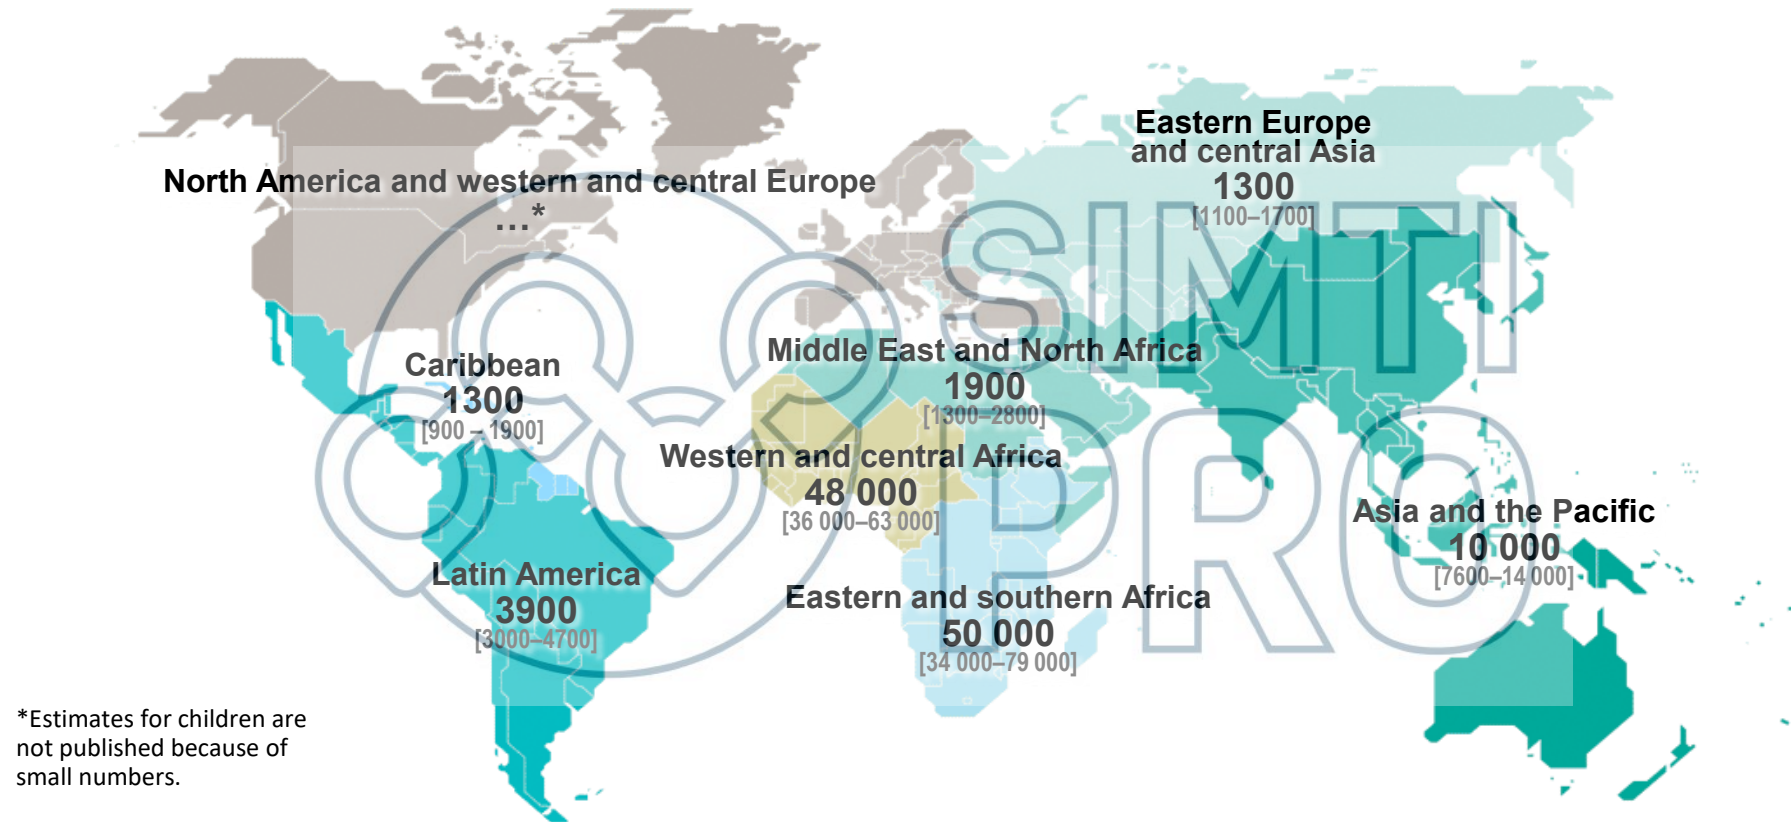 Eastern Europe
and central Asia
1300
[1100–1700]
North America and western and central Europe
…*
Caribbean
1300
[900 – 1900]
Middle East and North Africa
1900
[1300–2800]
Western and central Africa
48 000
[36 000–63 000]
Asia and the Pacific
10 000
[7600–14 000]
Latin America
3900
[3000–4700]
Eastern and southern Africa
50 000
[34 000–79 000]
*Estimates for children are
not published because of
small numbers.
SIMTI
PRO